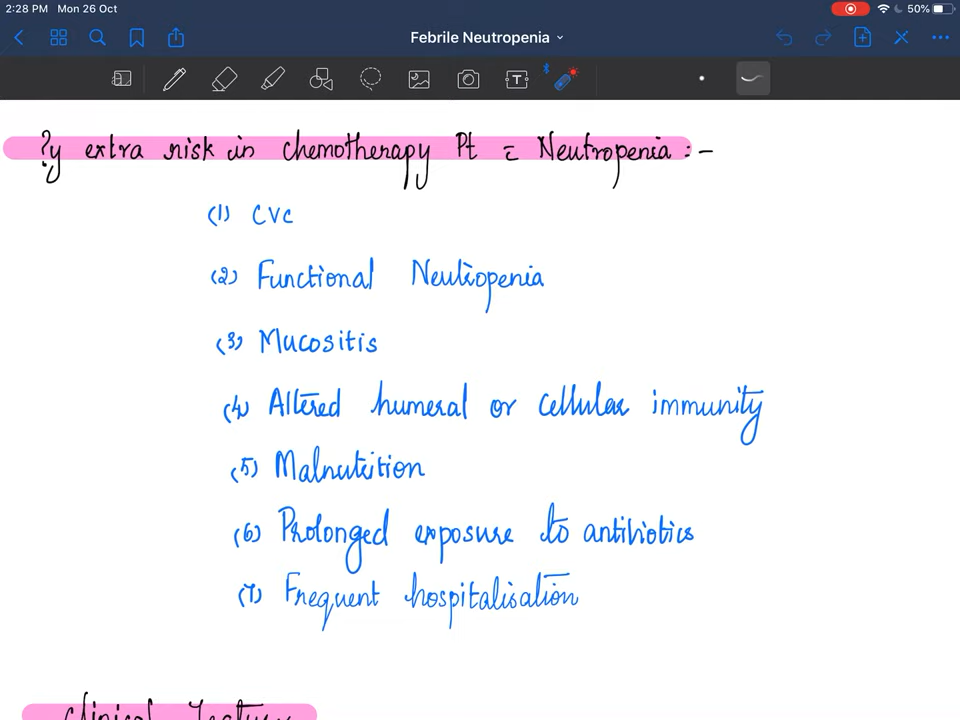 2:28 PM Mon 26 Oct
50%
Febrile Neutropenia
?y extra risk in chemotherapy Pt c Neutropenia :-
(1) CVC
(2) Functional Neutropenia
(3) Mucositis
(4) Altered humeral or cellular immunity
(5) Malnutrition
(6) Prolonged exposure to antibiotics
(7) Frequent hospitalisation
Clinical features